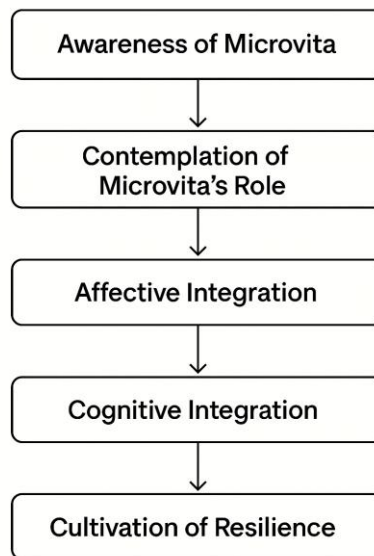 Awareness of Microvita
Contemplation of
Microvita's Role
Affective Integration
Cognitive Integration
Cultivation of Resilience